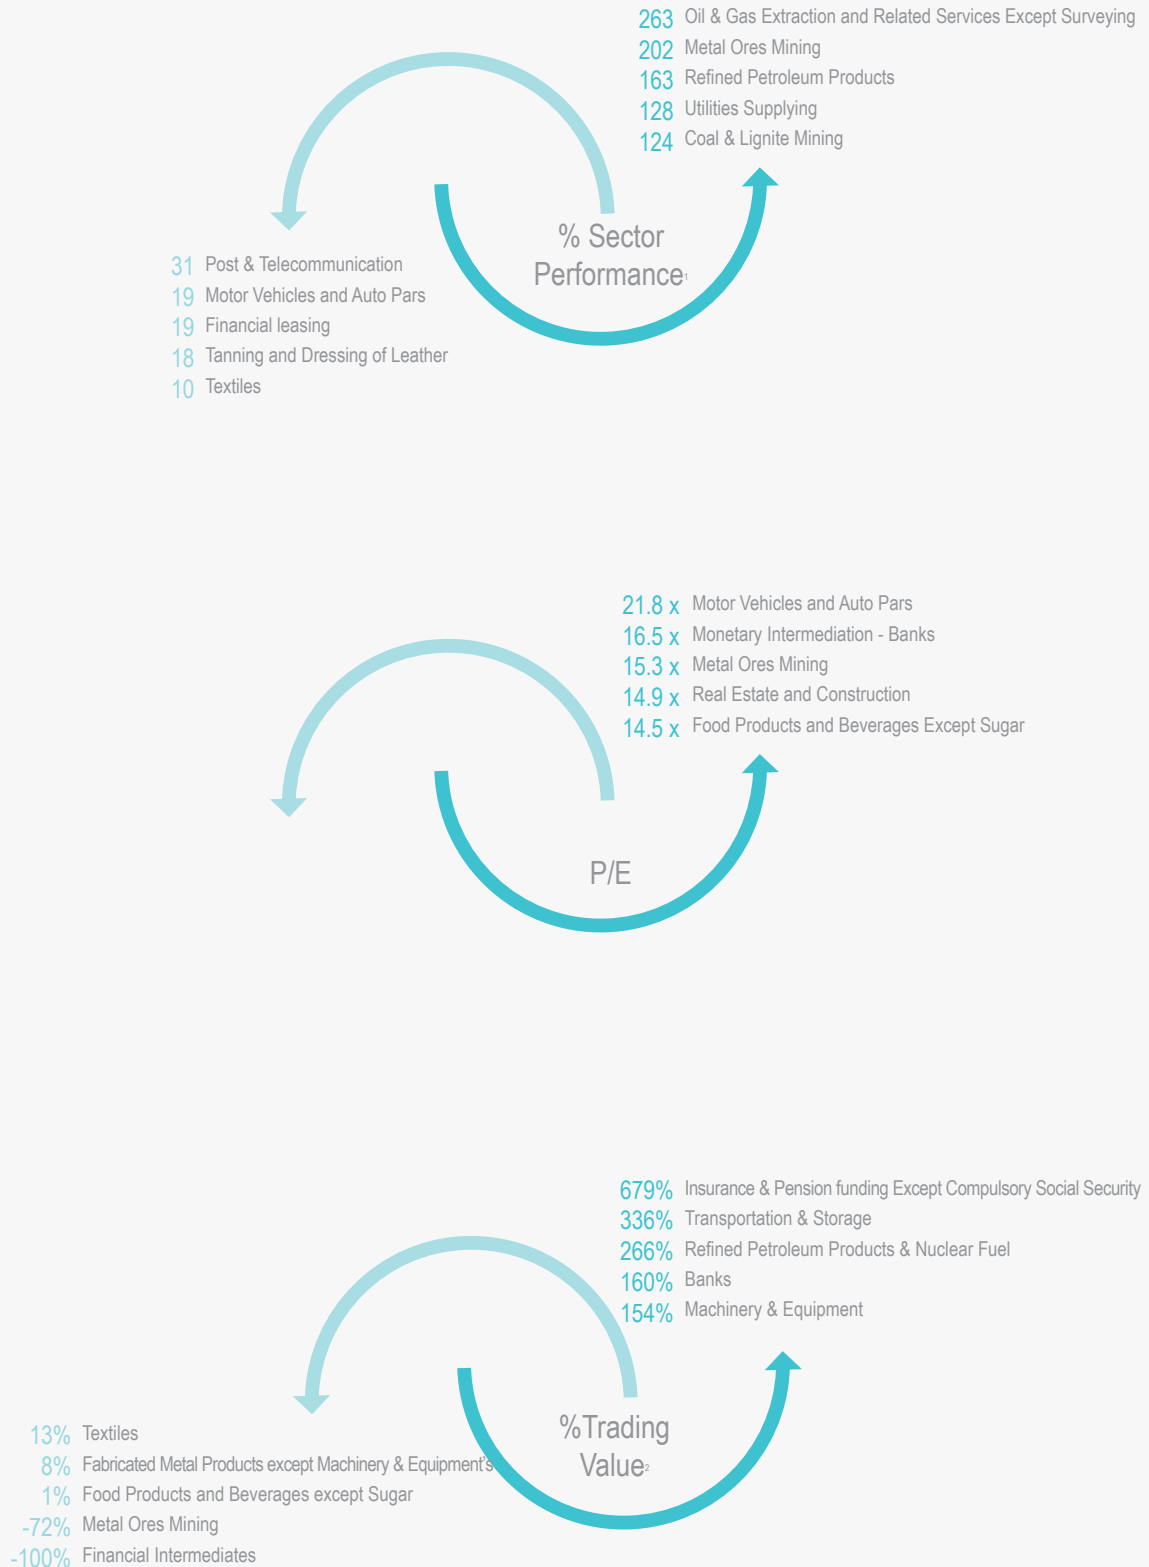 263 Oil & Gas Extraction and Related Services Except Surveying
202 Metal Ores Mining
163 Refined Petroleum Products
128 Utilities Supplying
124 Coal & Lignite Mining
% Sector
Performance1
31 Post & Telecommunication
19 Motor Vehicles and Auto Pars
19 Financial leasing
18 Tanning and Dressing of Leather
10 Textiles
21.8 x Motor Vehicles and Auto Pars
16.5 x Monetary Intermediation - Banks
15.3 x Metal Ores Mining
14.9 x Real Estate and Construction
14.5 x Food Products and Beverages Except Sugar
P/E
679% Insurance & Pension funding Except Compulsory Social Security
336% Transportation & Storage
266% Refined Petroleum Products & Nuclear Fuel
160% Banks
154% Machinery & Equipment
%Trading
Value2
13% Textiles
8% Fabricated Metal Products except Machinery & Equipment's
1% Food Products and Beverages except Sugar
-72% Metal Ores Mining
-100% Financial Intermediates